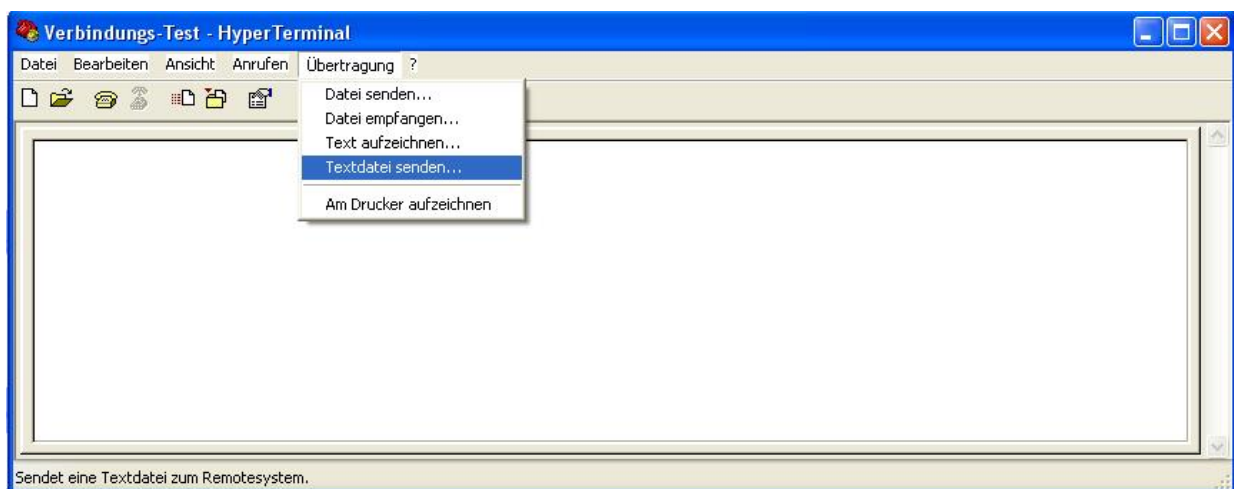 Verbindungs-Test - HyperTerminal
Datei Bearbeiten Ansicht Anrufen Übertragung ?
Datei senden...
Datei empfangen...
Text aufzeichnen...
Textdatei senden...
Am Drucker aufzeichnen
Sendet eine Textdatei zum Remotesystem.